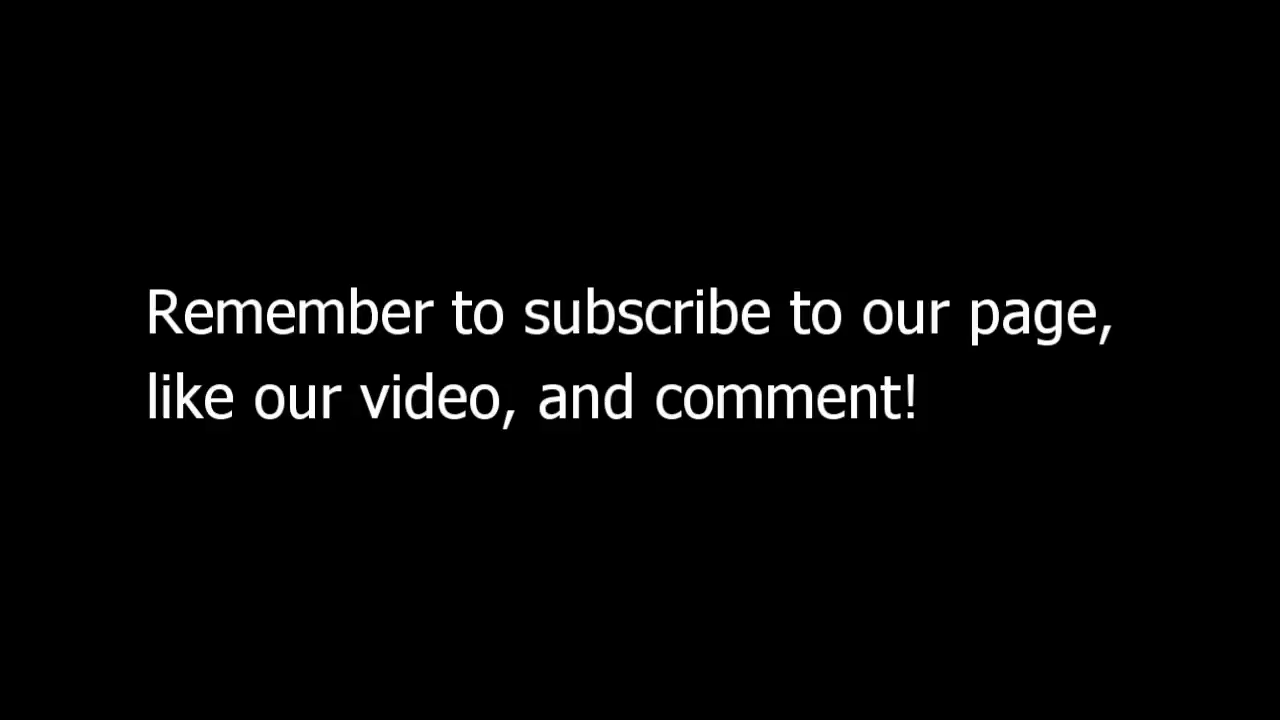 Remember to subscribe to our page,
like our video, and comment!